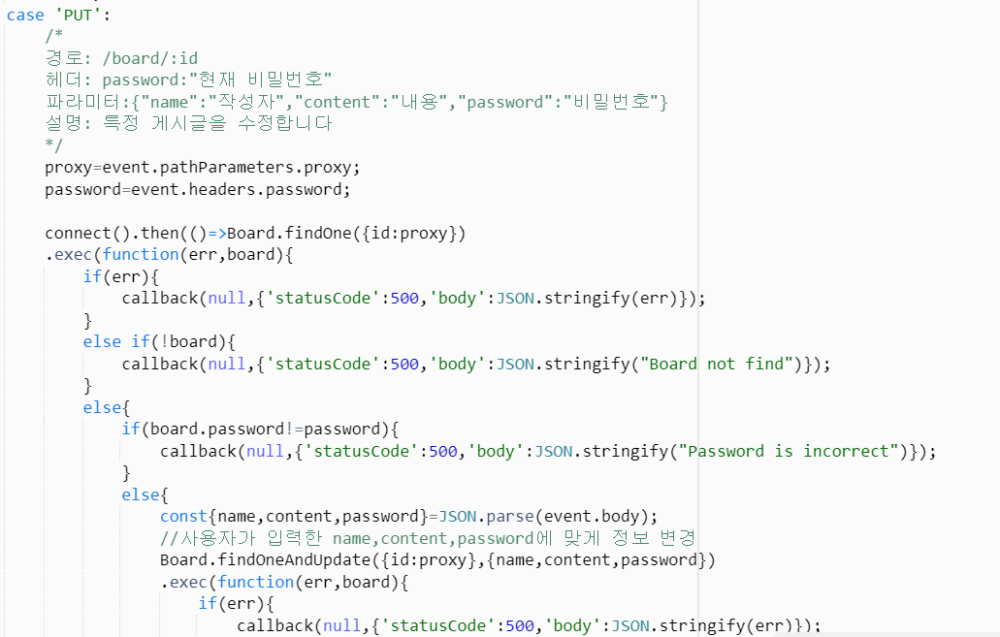 case 'PUT':
/*
경로: /board/:id
헤더: password:"현재 비밀번호"
파라미터:{"name":"작성자","content":"내용","password":"비밀번호"}
설명: 특정 게시글을 수정합니다
*/
proxy=event.pathParameters.proxy;
password=event.headers.password;
connect().then(()=>Board.findOne({id:proxy})
.exec(function(err,board){
if(err){
callback(null,{'statusCode':500,'body':JSON.stringify(err)});
}
else if(!board){
callback(null,{'statusCode':500,'body':JSON.stringify("Board not find")});
}
else{
if(board.password!=password){
callback(null,{'statusCode':500,'body':JSON.stringify("Password is incorrect")});
}
else{
const{name,content,password}=JSON.parse(event.body);
//사용자가 입력한 name,content,password에 맞게 정보 변경
Board.findOneAndUpdate({id:proxy},{name,content,password})
.exec(function(err,board){
if(err){
callback(null,{'statusCode':500,'body':JSON.stringify(err)});